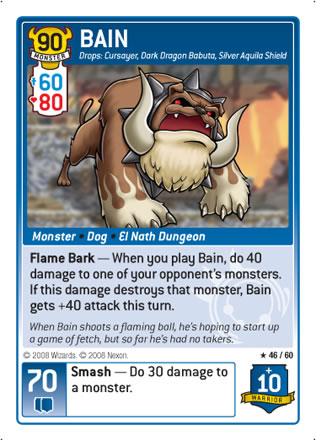 90
MONSTER
BAIN
Drops: Cursayer, Dark Dragon Babuta, Silver Aquila Shield
60
80
Monster • Dog • El Nath Dungeon
Flame Bark — When you play Bain, do 40
damage to one of your opponent's monsters.
If this damage destroys that monster, Bain
gets +40 attack this turn.
When Bain shoots a flaming ball, he's hoping to start up
a game of fetch, but so far he's had no takers.
© 2008 Wizards. © 2008 Nexon.
★ 46 / 60
70
Smash — Do 30 damage to
a monster.
+
10
WARRIOR